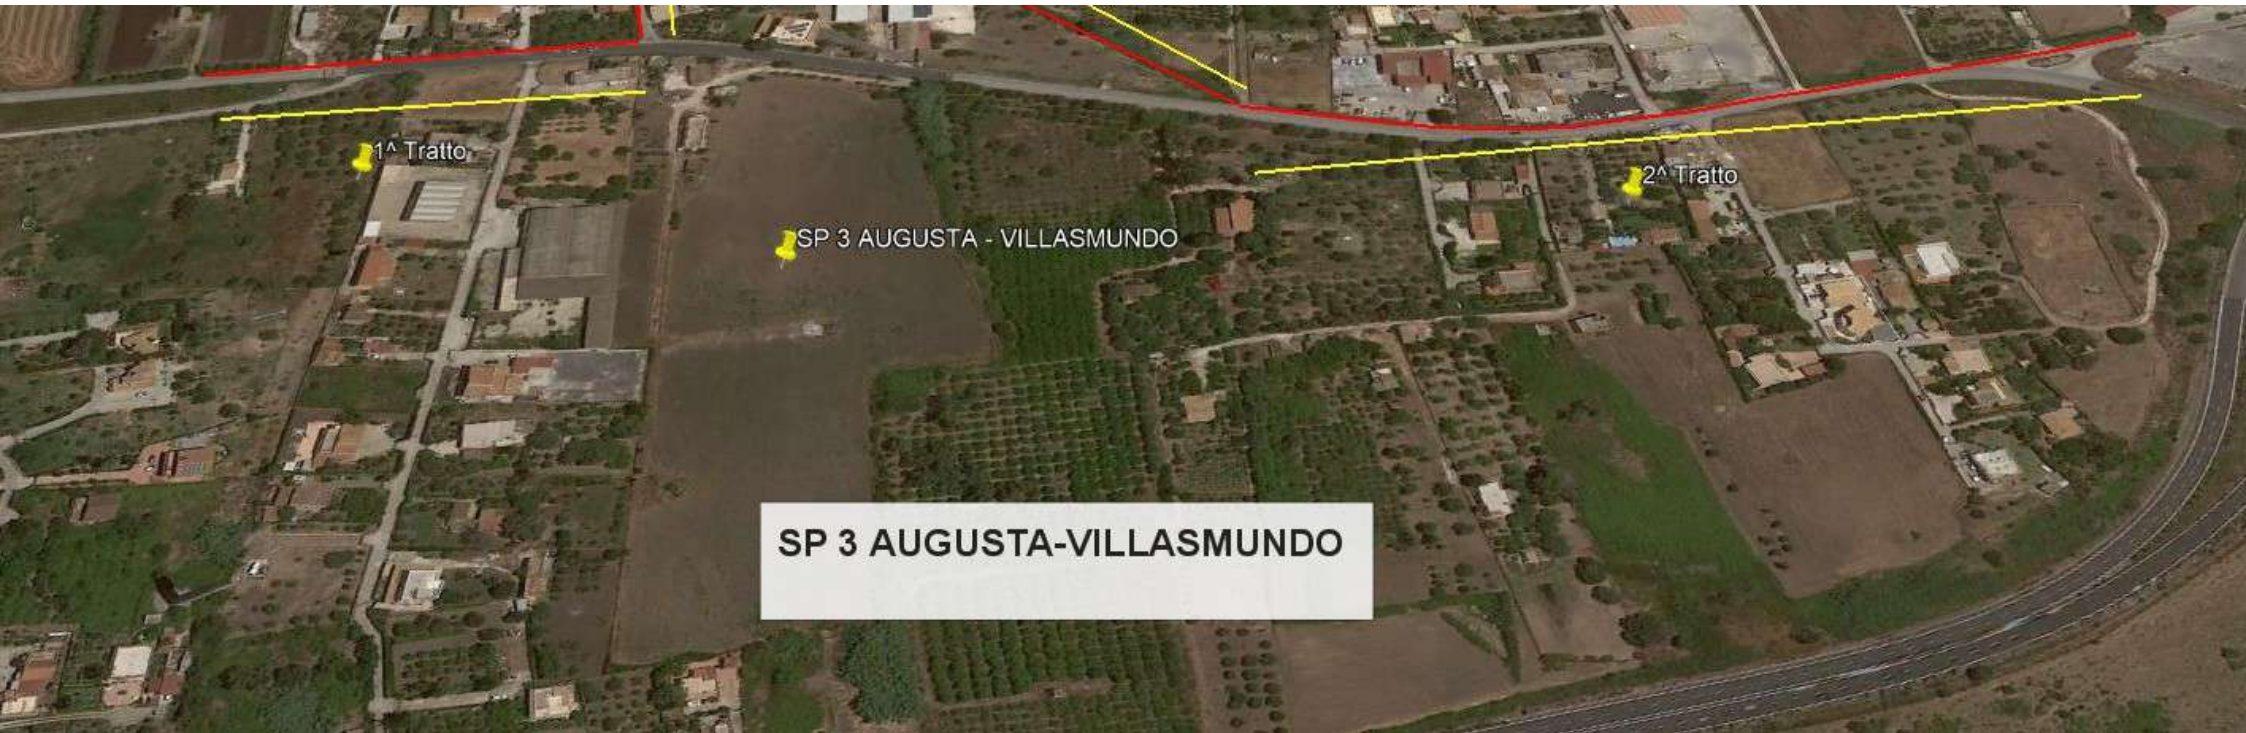 1^ Tratto
2^ Tratto
SP 3 AUGUSTA - VILLASMUNDO
SP 3 AUGUSTA-VILLASMUNDO